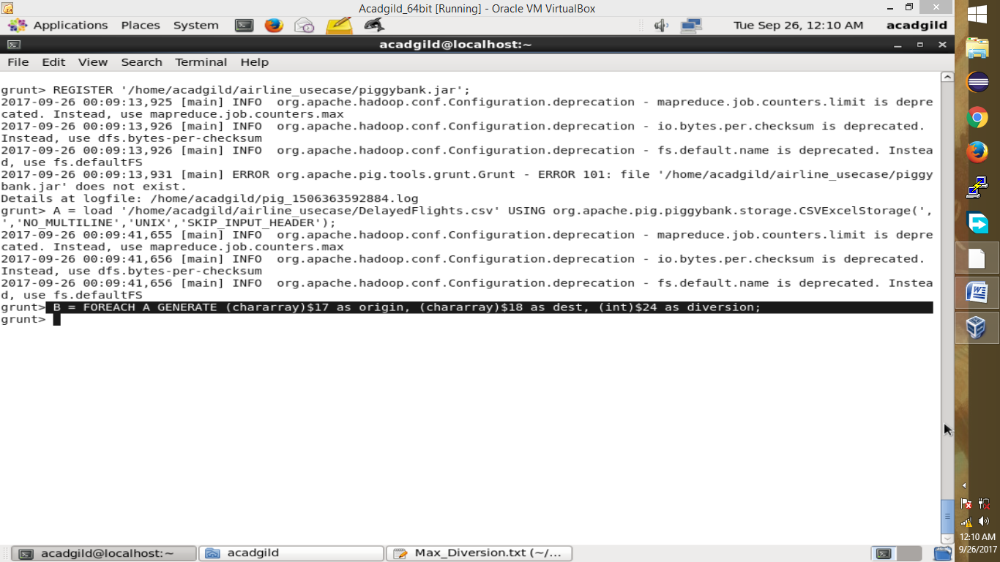 Acadgild_64bit [Running] - Oracle VM VirtualBox
Applications Places System Tue Sep 26, 12:10 AM acadgild
acadgild@localhost:~
File Edit View Search Terminal Help
grunt> REGISTER '/home/acadgild/airline_usecase/piggybank.jar';
2017-09-26 00:09:13,925 [main] INFO  org.apache.hadoop.conf.Configuration.deprecation - mapreduce.job.counters.limit is depre
cated. Instead, use mapreduce.job.counters.max
2017-09-26 00:09:13,926 [main] INFO  org.apache.hadoop.conf.Configuration.deprecation - io.bytes.per.checksum is deprecated.
Instead, use dfs.bytes-per-checksum
2017-09-26 00:09:13,926 [main] INFO  org.apache.hadoop.conf.Configuration.deprecation - fs.default.name is deprecated. Instea
d, use fs.defaultFS
2017-09-26 00:09:13,931 [main] ERROR org.apache.pig.tools.grunt.Grunt - ERROR 101: file '/home/acadgild/airline_usecase/piggy
bank.jar' does not exist.
Details at logfile: /home/acadgild/pig_1506363592884.log
grunt> A = load '/home/acadgild/airline_usecase/DelayedFlights.csv' USING org.apache.pig.piggybank.storage.CSVExcelStorage(',
','NO_MULTILINE','UNIX','SKIP_INPUT_HEADER');
2017-09-26 00:09:41,655 [main] INFO  org.apache.hadoop.conf.Configuration.deprecation - mapreduce.job.counters.limit is depre
cated. Instead, use mapreduce.job.counters.max
2017-09-26 00:09:41,656 [main] INFO  org.apache.hadoop.conf.Configuration.deprecation - io.bytes.per.checksum is deprecated.
Instead, use dfs.bytes-per-checksum
2017-09-26 00:09:41,656 [main] INFO  org.apache.hadoop.conf.Configuration.deprecation - fs.default.name is deprecated. Instea
d, use fs.defaultFS
grunt> B = FOREACH A GENERATE (chararray)$17 as origin, (chararray)$18 as dest, (int)$24 as diversion;
grunt>
acadgild@localhost:~ acadgild Max_Diversion.txt (~/...
12:10 AM
9/26/2017